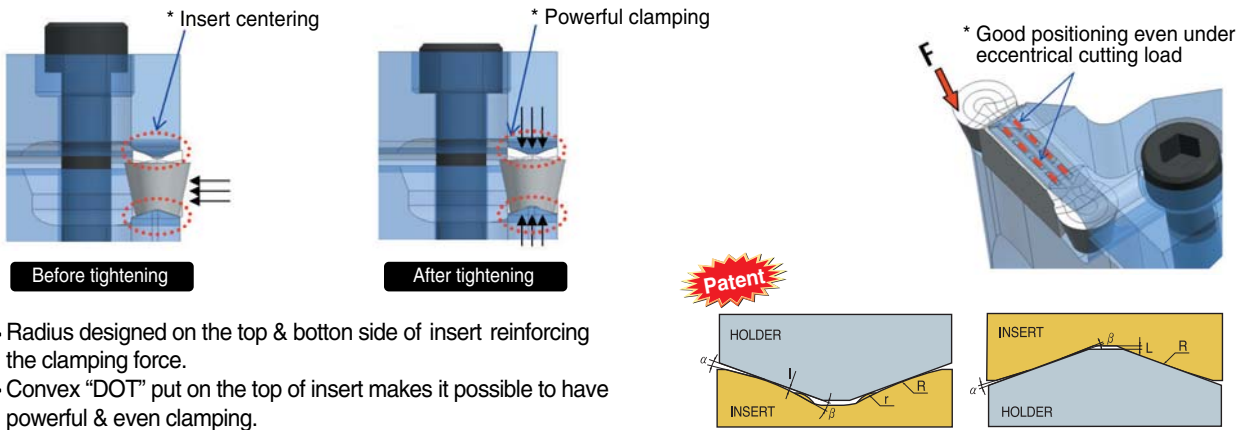 * Insert centering
* Powerful clamping
* Good positioning even under
eccentrical cutting load
F
Before tightening
After tightening
Patent
• Radius designed on the top & botton side of insert reinforcing
the clamping force.
• Convex “DOT” put on the top of insert makes it possible to have
powerful & even clamping.
HOLDER
α
l
R
r
β
INSERT
INSERT
β
L
R
α
HOLDER